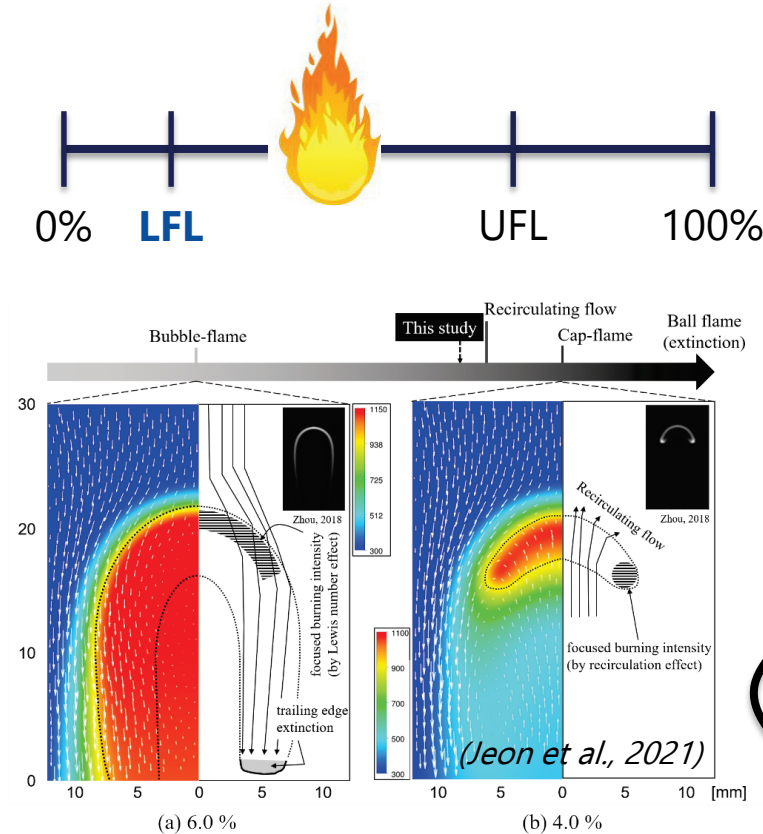 0% LFL UFL 100%
This study
Recirculating flow
Bubble-flame
Cap-flame
Ball flame
(extinction)
30
20
10
0
1150
938
725
512
300
Zhou, 2018
focused burning intensity
(by Lewis number effect)
trailing edge
extinction
10 5 0 5 10
(a) 6.0 %
1100
900
700
500
300
Zhou, 2018
Recirculating flow
focused burning intensity
(by recirculation effect)
(Jeon et al., 2021)
10 5 0 5 10 [mm]
(b) 4.0 %